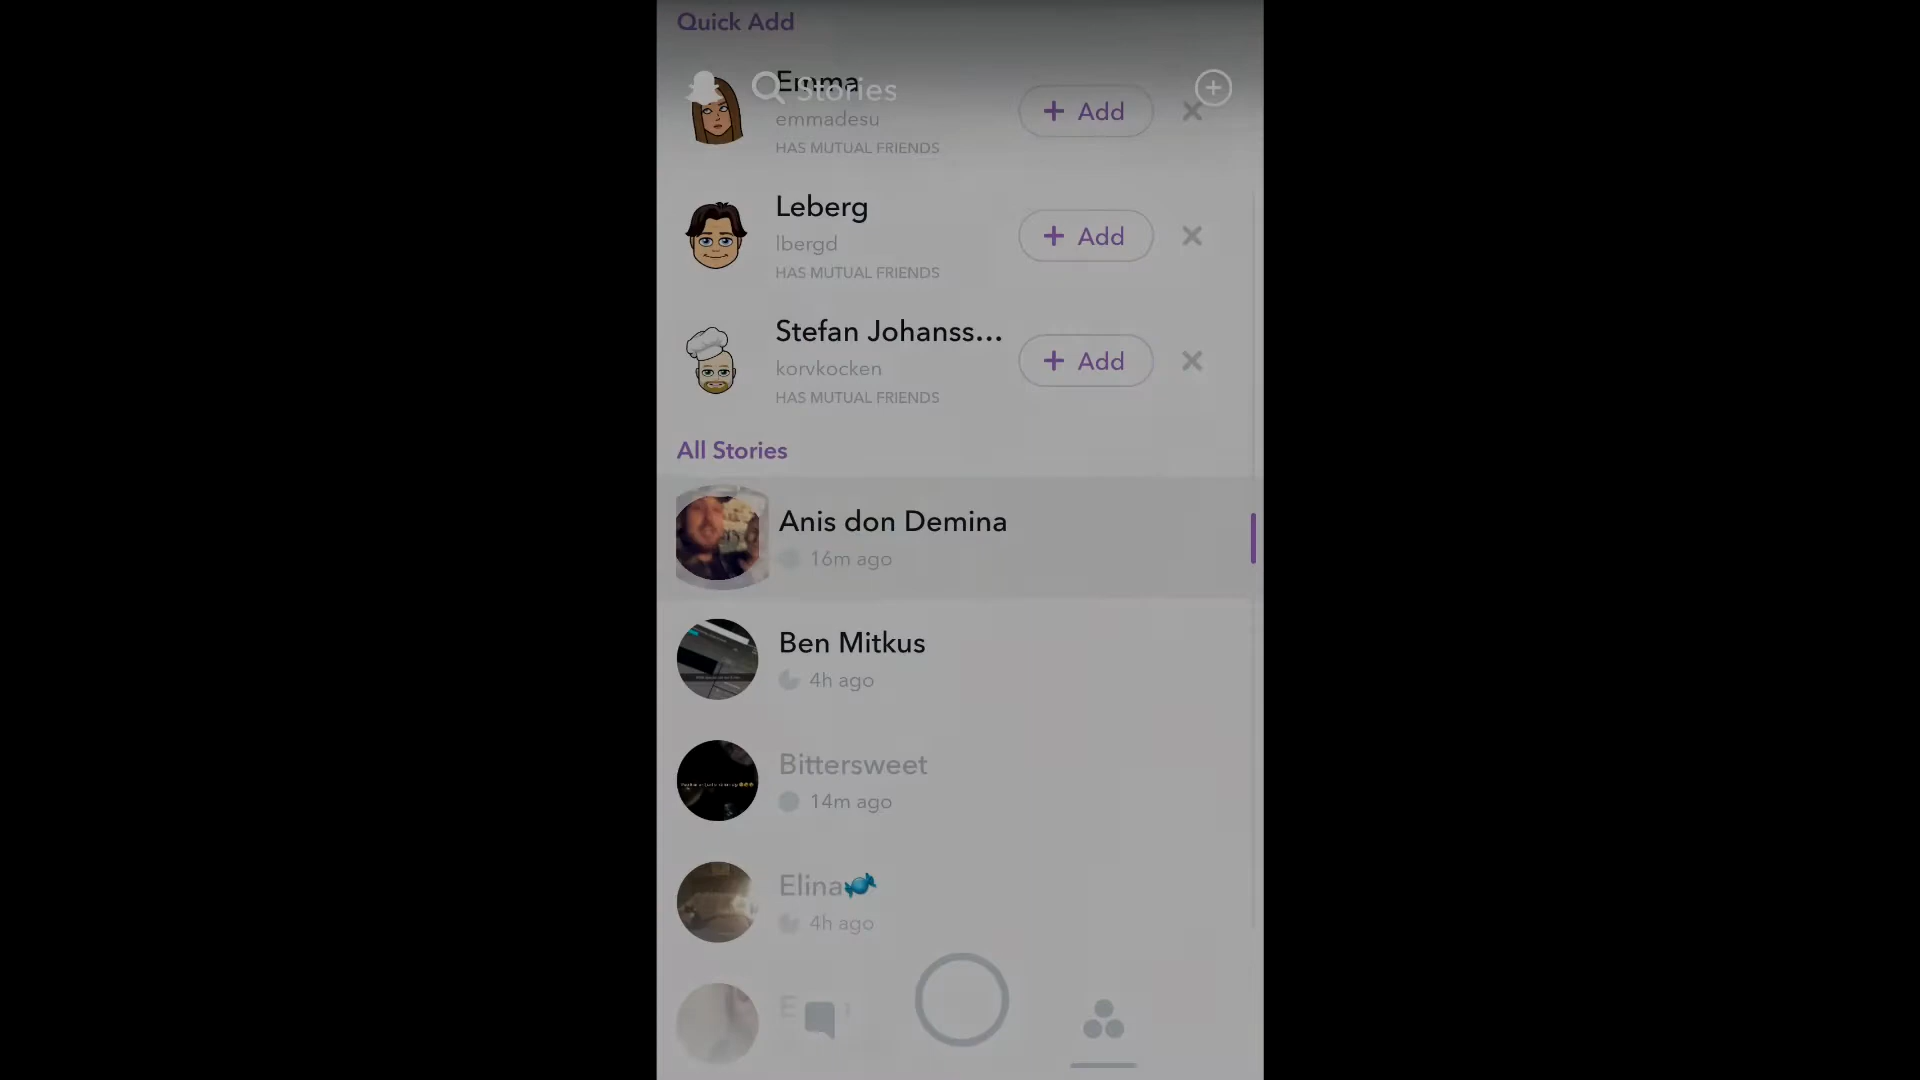 Quick Add
Stories
Emma
emmadesu
HAS MUTUAL FRIENDS
+ Add
Leberg
lbergd
HAS MUTUAL FRIENDS
+ Add
Stefan Johanss...
korvkocken
HAS MUTUAL FRIENDS
+ Add
All Stories
Anis don Demina
16m ago
Ben Mitkus
4h ago
Bittersweet
14m ago
Elina🍬
4h ago